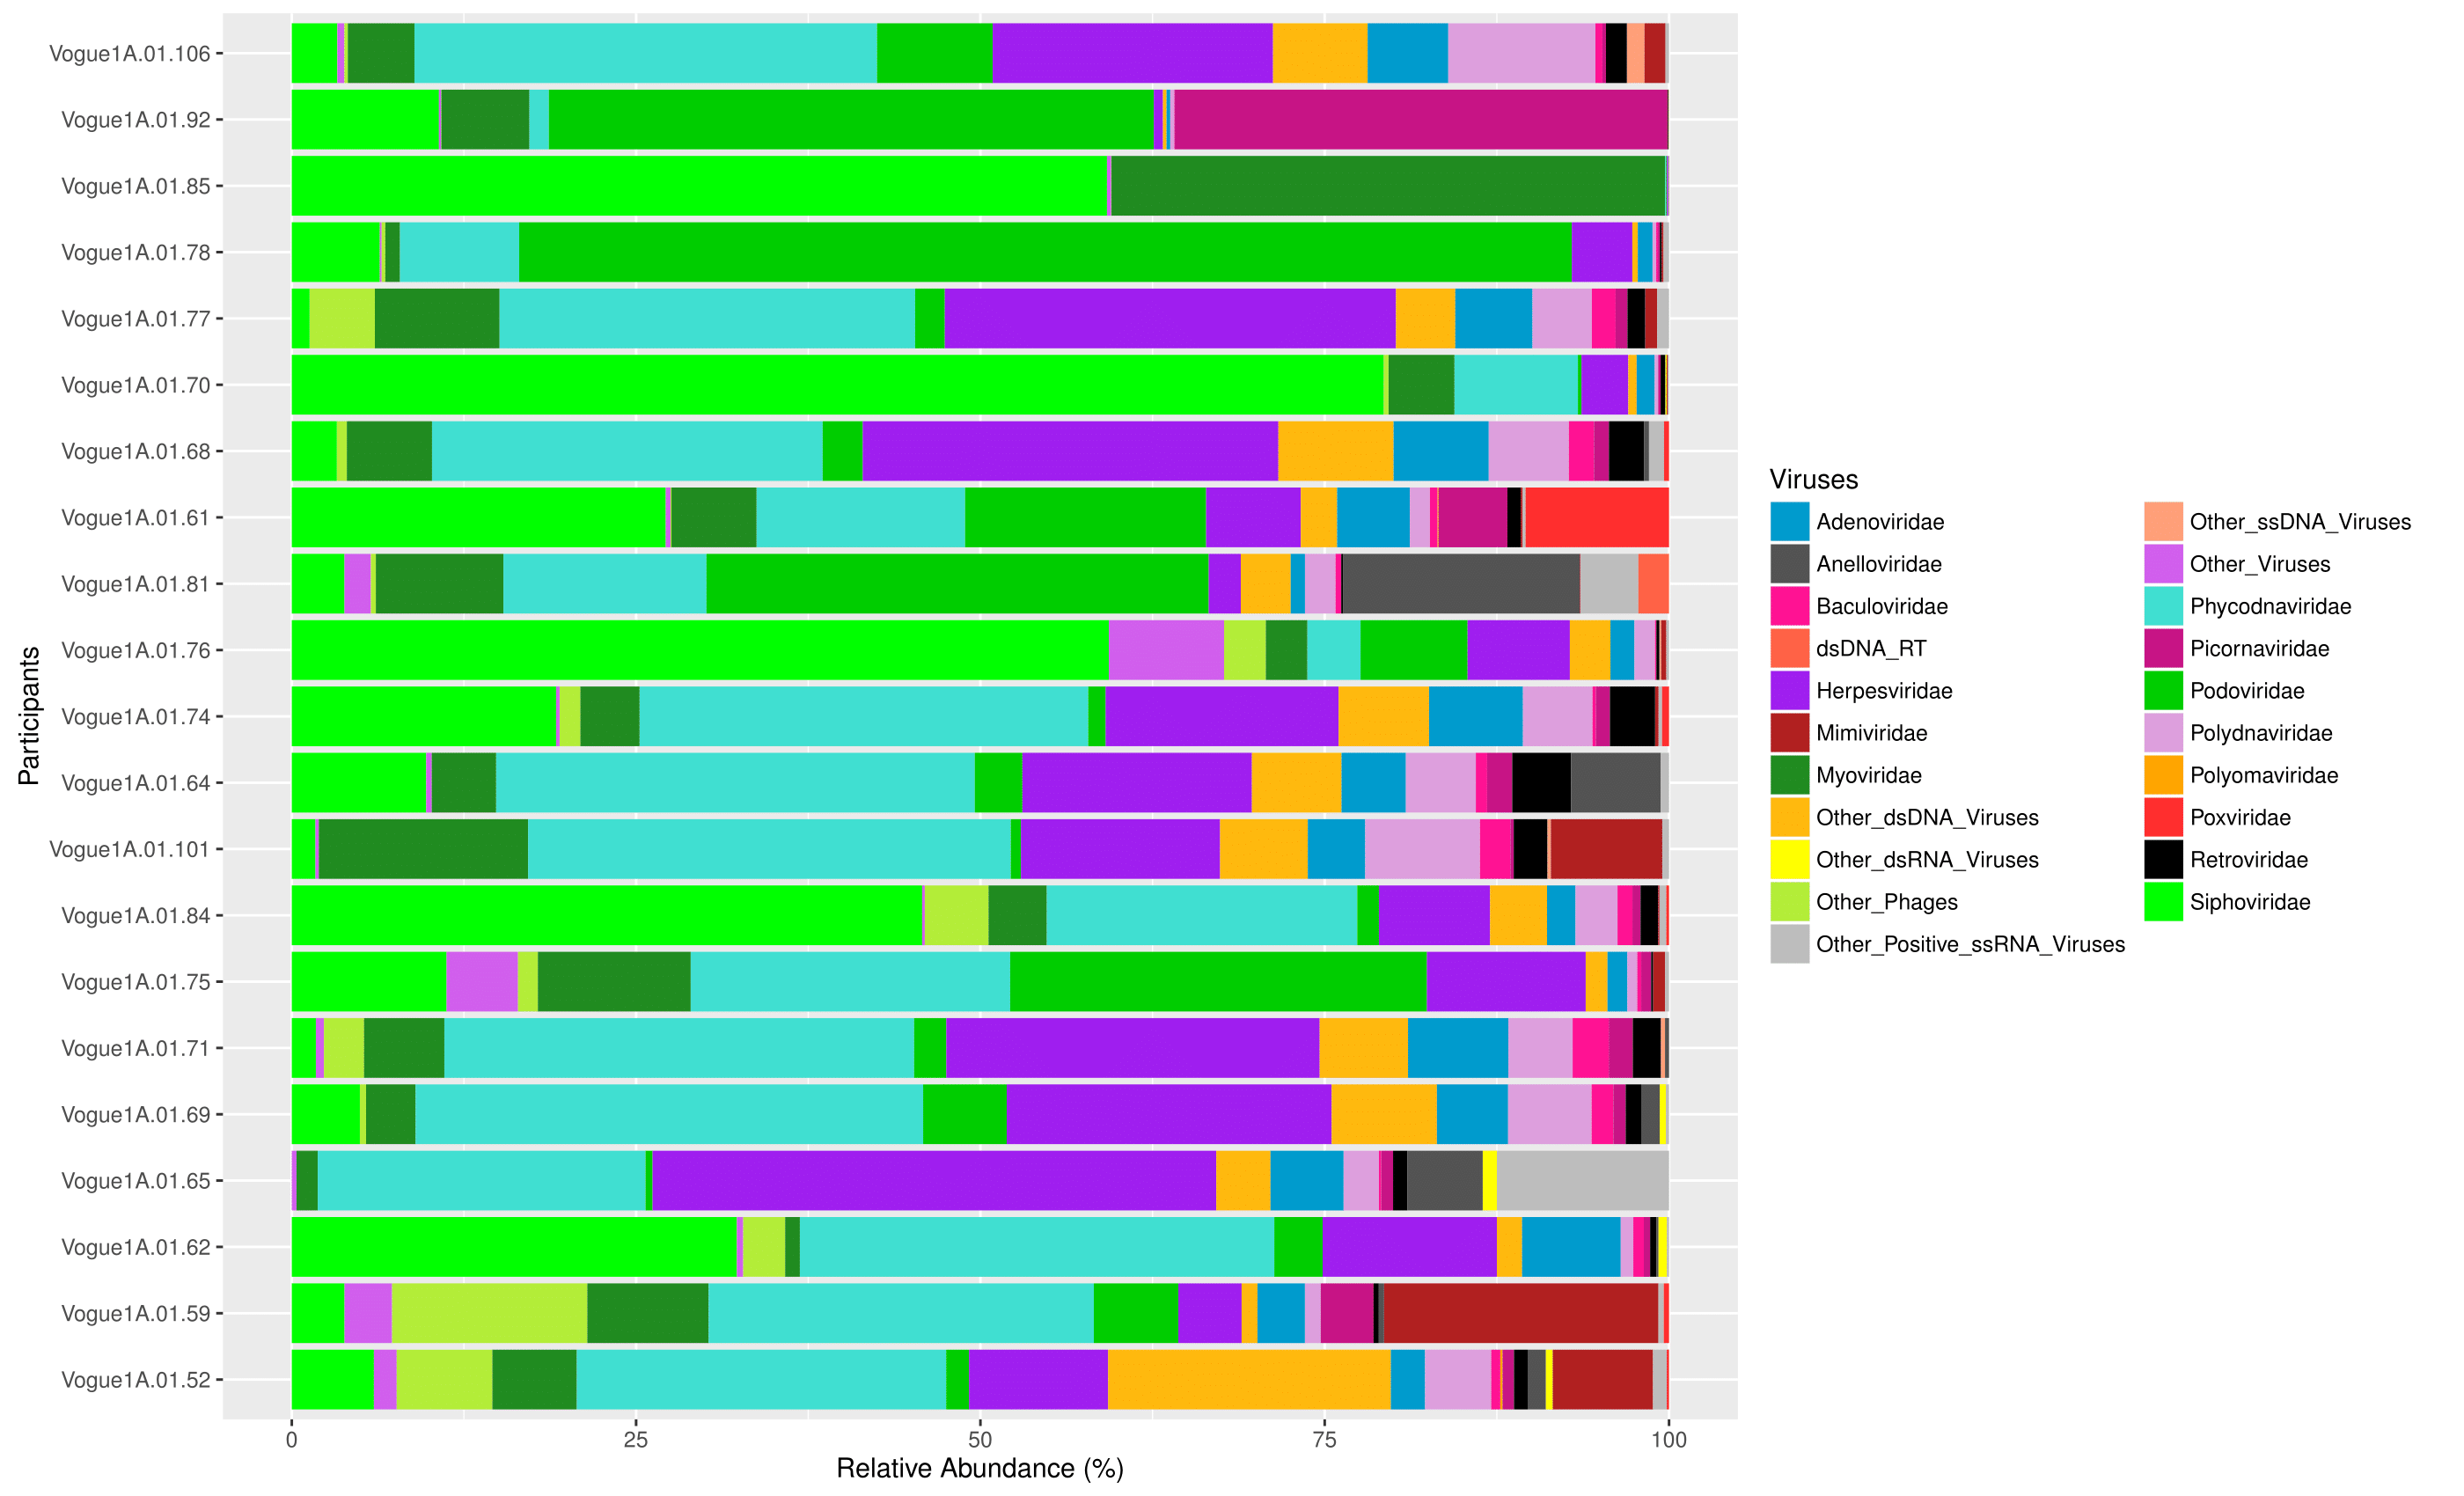 Participants
Vogue1A.01.106
Vogue1A.01.92
Vogue1A.01.85
Vogue1A.01.78
Vogue1A.01.77
Vogue1A.01.70
Vogue1A.01.68
Vogue1A.01.61
Vogue1A.01.81
Vogue1A.01.76
Vogue1A.01.74
Vogue1A.01.64
Vogue1A.01.101
Vogue1A.01.84
Vogue1A.01.75
Vogue1A.01.71
Vogue1A.01.69
Vogue1A.01.65
Vogue1A.01.62
Vogue1A.01.59
Vogue1A.01.52
0 25 50 75 100
Relative Abundance (%)
Viruses
Adenoviridae
Anelloviridae
Baculoviridae
dsDNA_RT
Herpesviridae
Mimiviridae
Myoviridae
Other_dsDNA_Viruses
Other_dsRNA_Viruses
Other_Phages
Other_Positive_ssRNA_Viruses
Other_ssDNA_Viruses
Other_Viruses
Phycodnaviridae
Picornaviridae
Podoviridae
Polydnaviridae
Polyomaviridae
Poxviridae
Retroviridae
Siphoviridae